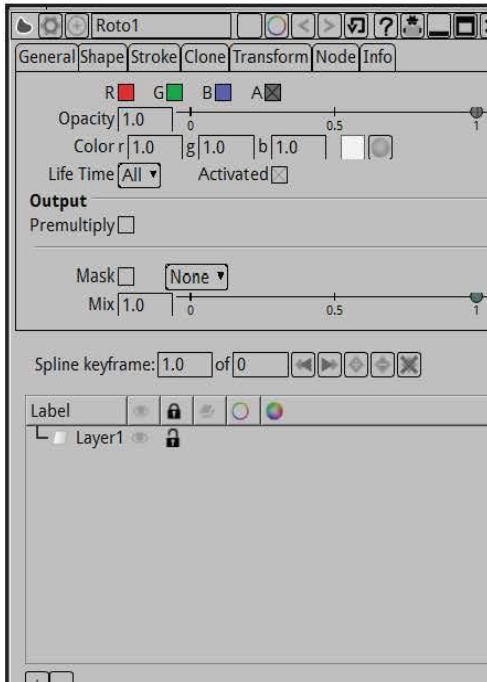 Roto1
General Shape Stroke Clone Transform Node Info
R G B A
Opacity 1.0 0 0.5 1
Color r 1.0 g 1.0 b 1.0
Life Time All Activated
Output
Premultiply
Mask None
Mix 1.0 0 0.5 1
Spline keyframe: 1.0 of 0
Label
Layer1